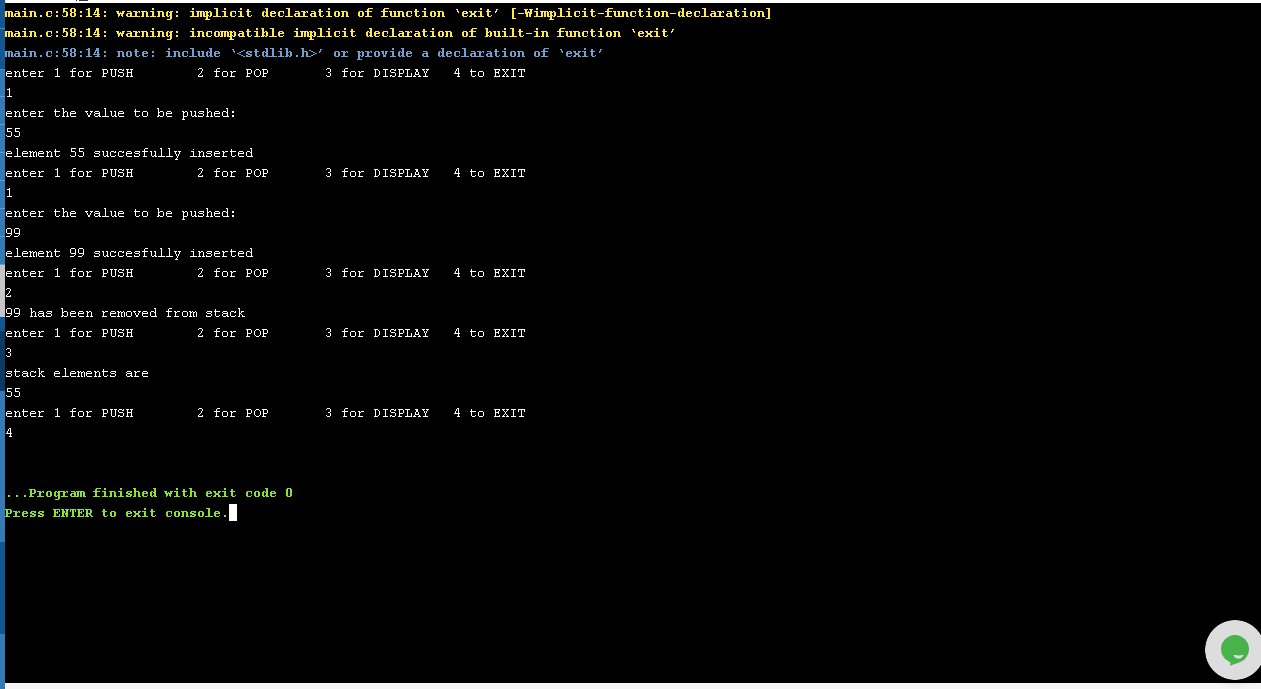 main.c:58:14: warning: implicit declaration of function ‘exit’ [-Wimplicit-function-declaration]
main.c:58:14: warning: incompatible implicit declaration of built-in function ‘exit’
main.c:58:14: note: include ‘<stdlib.h>’ or provide a declaration of ‘exit’
enter 1 for PUSH        2 for POP       3 for DISPLAY   4 to EXIT
1
enter the value to be pushed:
55
element 55 succesfully inserted
enter 1 for PUSH        2 for POP       3 for DISPLAY   4 to EXIT
1
enter the value to be pushed:
99
element 99 succesfully inserted
enter 1 for PUSH        2 for POP       3 for DISPLAY   4 to EXIT
2
99 has been removed from stack
enter 1 for PUSH        2 for POP       3 for DISPLAY   4 to EXIT
3
stack elements are
55
enter 1 for PUSH        2 for POP       3 for DISPLAY   4 to EXIT
4
...Program finished with exit code 0
Press ENTER to exit console.